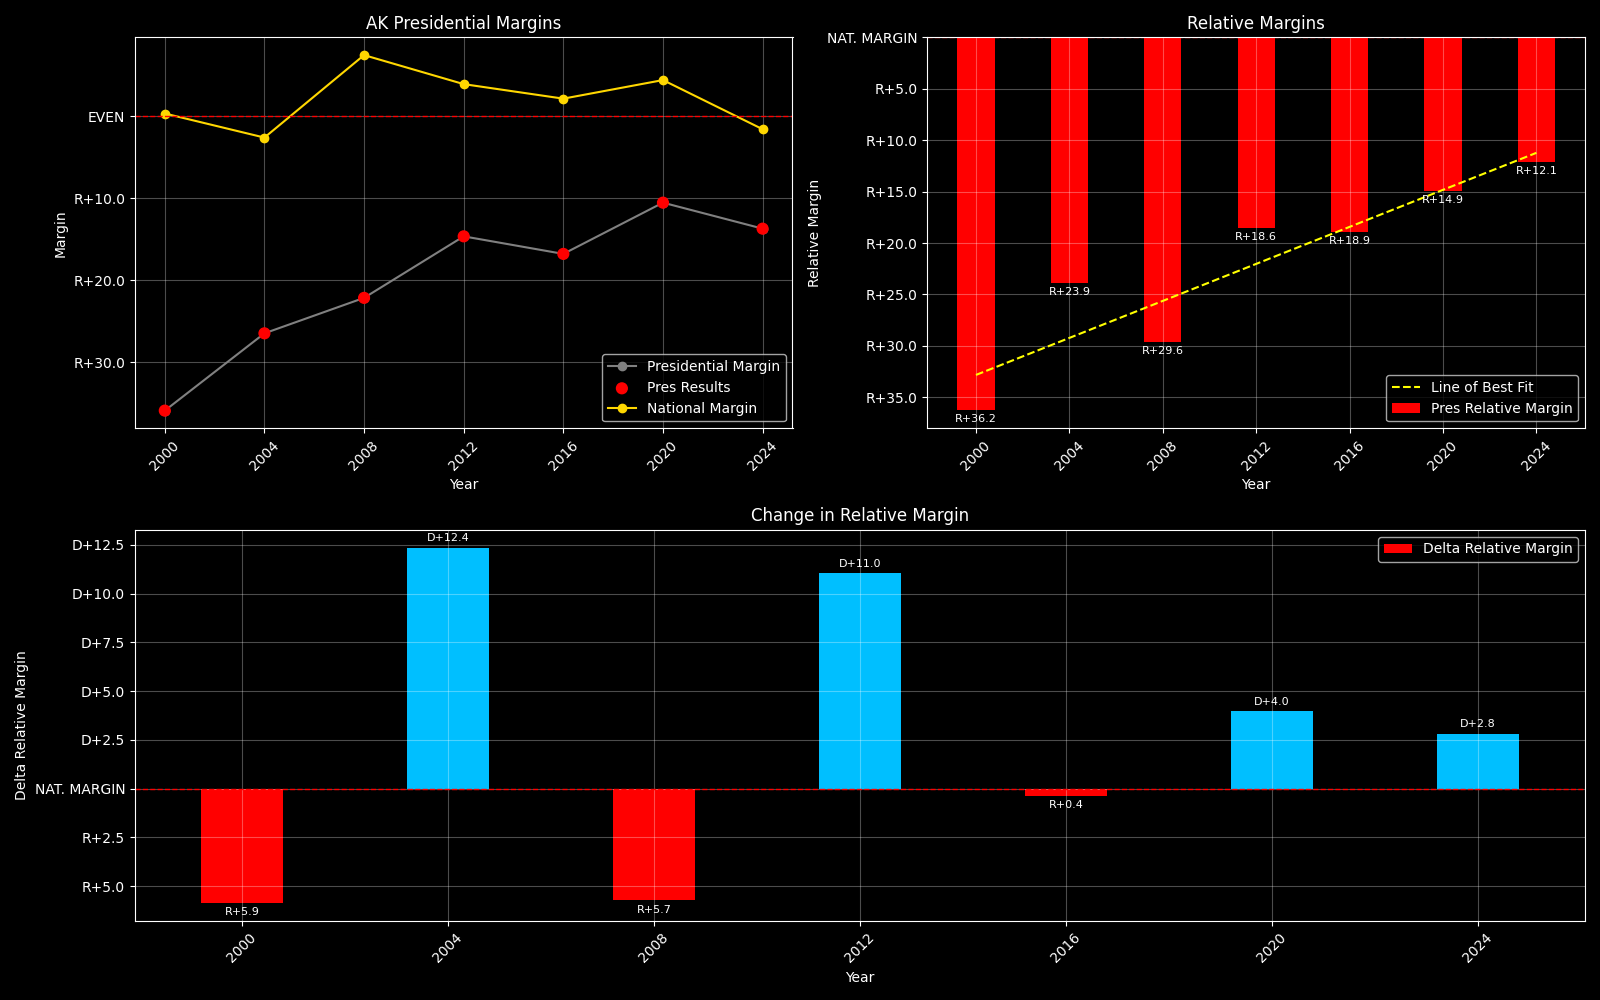 AK Presidential Margins
Margin
EVEN
R+10.0
R+20.0
R+30.0
Presidential Margin
Pres Results
National Margin
2000
2004
2008
2012
2016
2020
2024
Year
Relative Margins
Relative Margin
NAT. MARGIN
R+5.0
R+10.0
R+15.0
R+20.0
R+25.0
R+30.0
R+35.0
R+36.2
R+23.9
R+29.6
R+18.6
R+18.9
R+14.9
R+12.1
Line of Best Fit
Pres Relative Margin
2000
2004
2008
2012
2016
2020
2024
Year
Change in Relative Margin
Delta Relative Margin
D+12.5
D+10.0
D+7.5
D+5.0
D+2.5
NAT. MARGIN
R+2.5
R+5.0
R+5.9
D+12.4
R+5.7
D+11.0
R+0.4
D+4.0
D+2.8
Delta Relative Margin
2000
2004
2008
2012
2016
2020
2024
Year